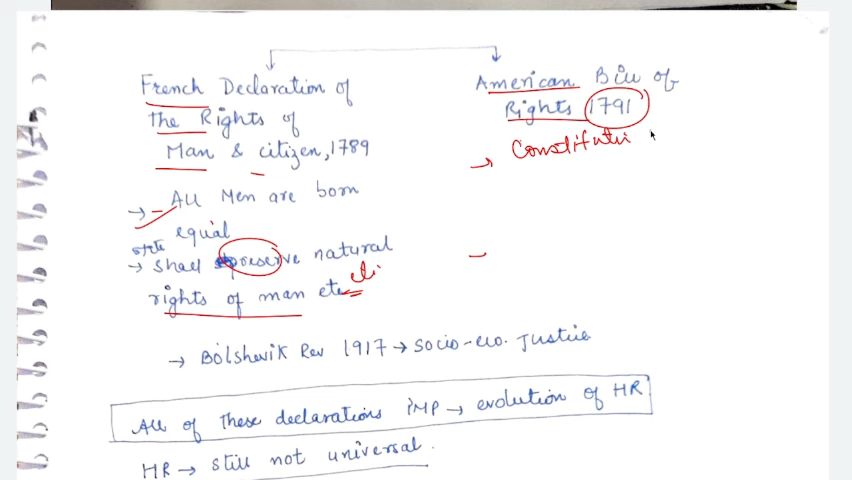 French Declaration of
the Rights of
Man & citizen, 1789
→ - All Men are born
equal
state
→ shall preserve natural
rights of man etc
American Bill of
Rights 1791
→ Constituti
→ Bolshevik Rev 1917 → socio-eco. Justice
All of these declarations imp → evolution of HR
HR → still not universal.